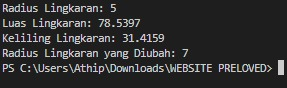 Radius Lingkaran: 5
Luas Lingkaran: 78.5397
Keliling Lingkaran: 31.4159
Radius Lingkaran yang Diubah: 7
PS C:\Users\Athip\Downloads\WEBSITE PRELOVED>